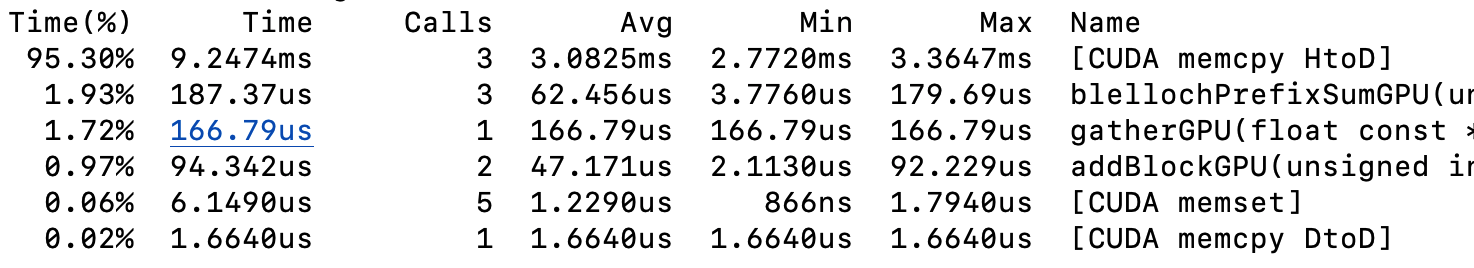 Time(%) Time Calls Avg Min Max Name
95.30% 9.2474ms 3 3.0825ms 2.7720ms 3.3647ms [CUDA memcpy HtoD]
1.93% 187.37us 3 62.456us 3.7760us 179.69us blellochPrefixSumGPU(un
1.72% 166.79us 1 166.79us 166.79us 166.79us gatherGPU(float const *
0.97% 94.342us 2 47.171us 2.1130us 92.229us addBlockGPU(unsigned in
0.06% 6.1490us 5 1.2290us 866ns 1.7940us [CUDA memset]
0.02% 1.6640us 1 1.6640us 1.6640us 1.6640us [CUDA memcpy DtoD]